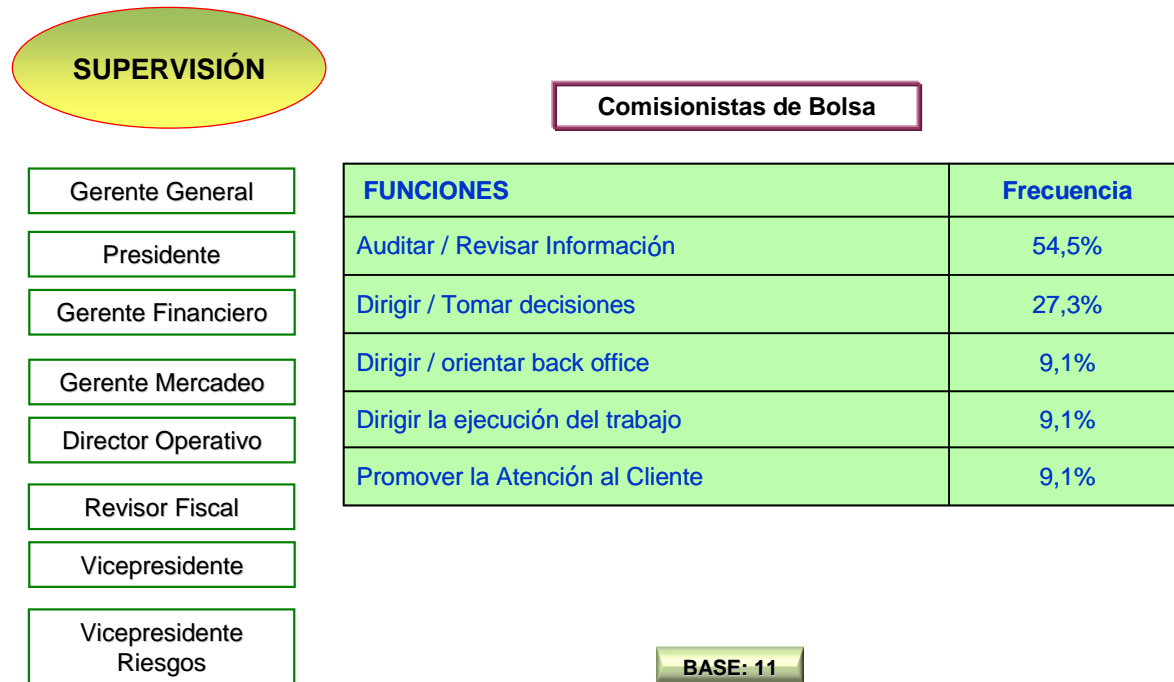 SUPERVISIÓN
Comisionistas de Bolsa
Gerente General
Presidente
Gerente Financiero
Gerente Mercadeo
Director Operativo
Revisor Fiscal
Vicepresidente
Vicepresidente
Riesgos
FUNCIONES Frecuencia
Auditar / Revisar Información 54,5%
Dirigir / Tomar decisiones 27,3%
Dirigir / orientar back office 9,1%
Dirigir la ejecución del trabajo 9,1%
Promover la Atención al Cliente 9,1%
BASE: 11